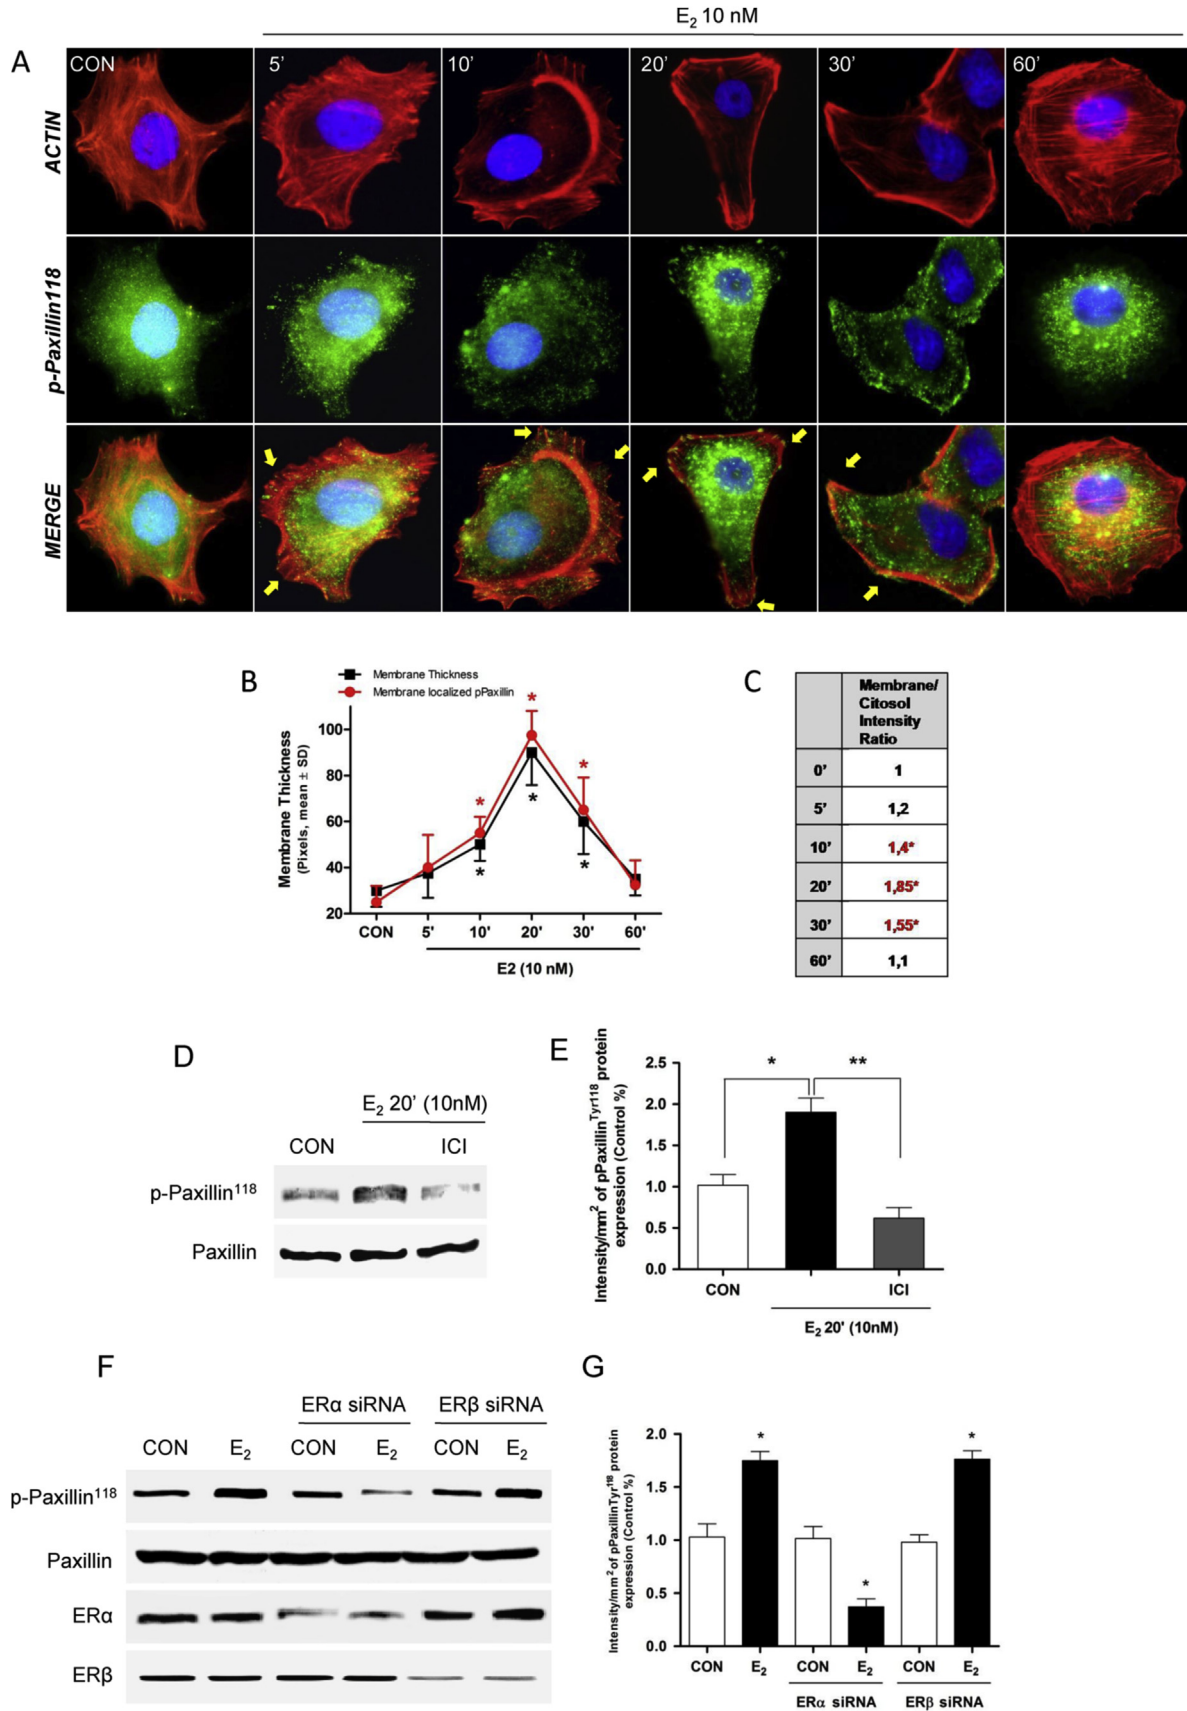 E2 10 nM
A
CON
5'
10'
20'
30'
60'
ACTIN
p-Paxillin118
MERGE
B
Membrane Thickness
Membrane localized pPaxillin
Membrane Thickness
(Pixels, mean ± SD)
100
80
60
40
20
* * *
* * *
CON 5' 10' 20' 30' 60'
E2 (10 nM)
C
Membrane/
Citosol
Intensity
Ratio
0' 1
5' 1,2
10' 1,4*
20' 1,85*
30' 1,55*
60' 1,1
D
E2 20' (10nM)
CON ICI
p-Paxillin118
Paxillin
E
Intensity/mm2 of pPaxillinTyr118 protein
expression (Control %)
2.5
2.0
1.5
1.0
0.5
0.0
* **
CON ICI
E2 20' (10nM)
F
ERα siRNA ERβ siRNA
CON E2 CON E2 CON E2
p-Paxillin118
Paxillin
ERα
ERβ
G
Intensity/mm2 of pPaxillinTyr118 protein
expression (Control %)
2.0
1.5
1.0
0.5
0.0
* * *
CON E2 CON E2 CON E2
ERα siRNA ERβ siRNA